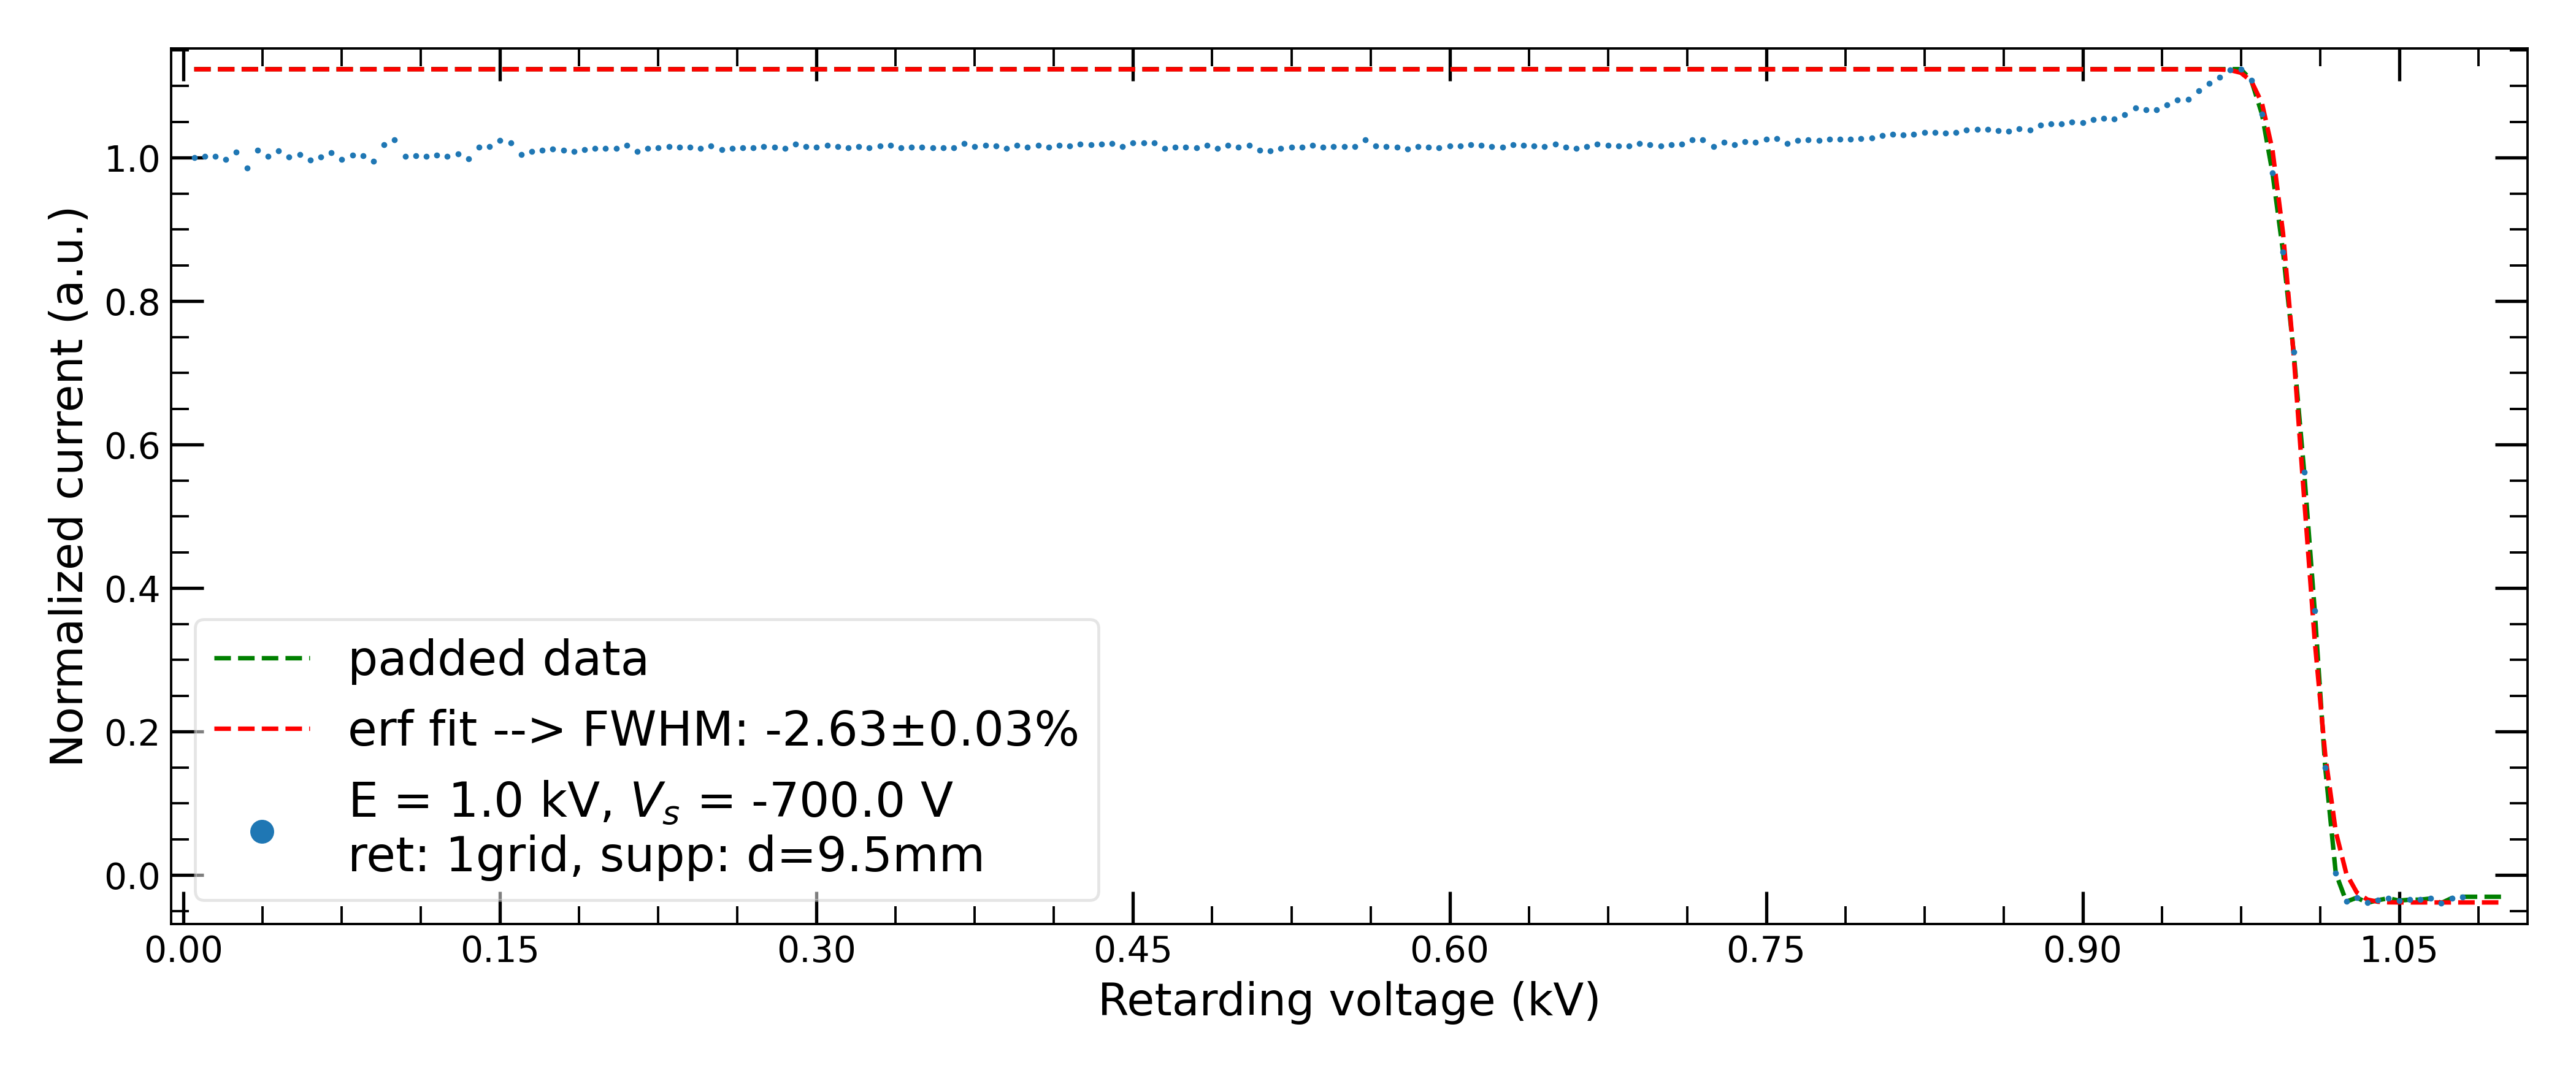 Normalized current (a.u.)
1.0
0.8
0.6
0.4
0.2
0.0
padded data
erf fit --> FWHM: -2.63±0.03%
E = 1.0 kV, Vₛ = -700.0 V
ret: 1grid, supp: d=9.5mm
0.00 0.15 0.30 0.45 0.60 0.75 0.90 1.05
Retarding voltage (kV)